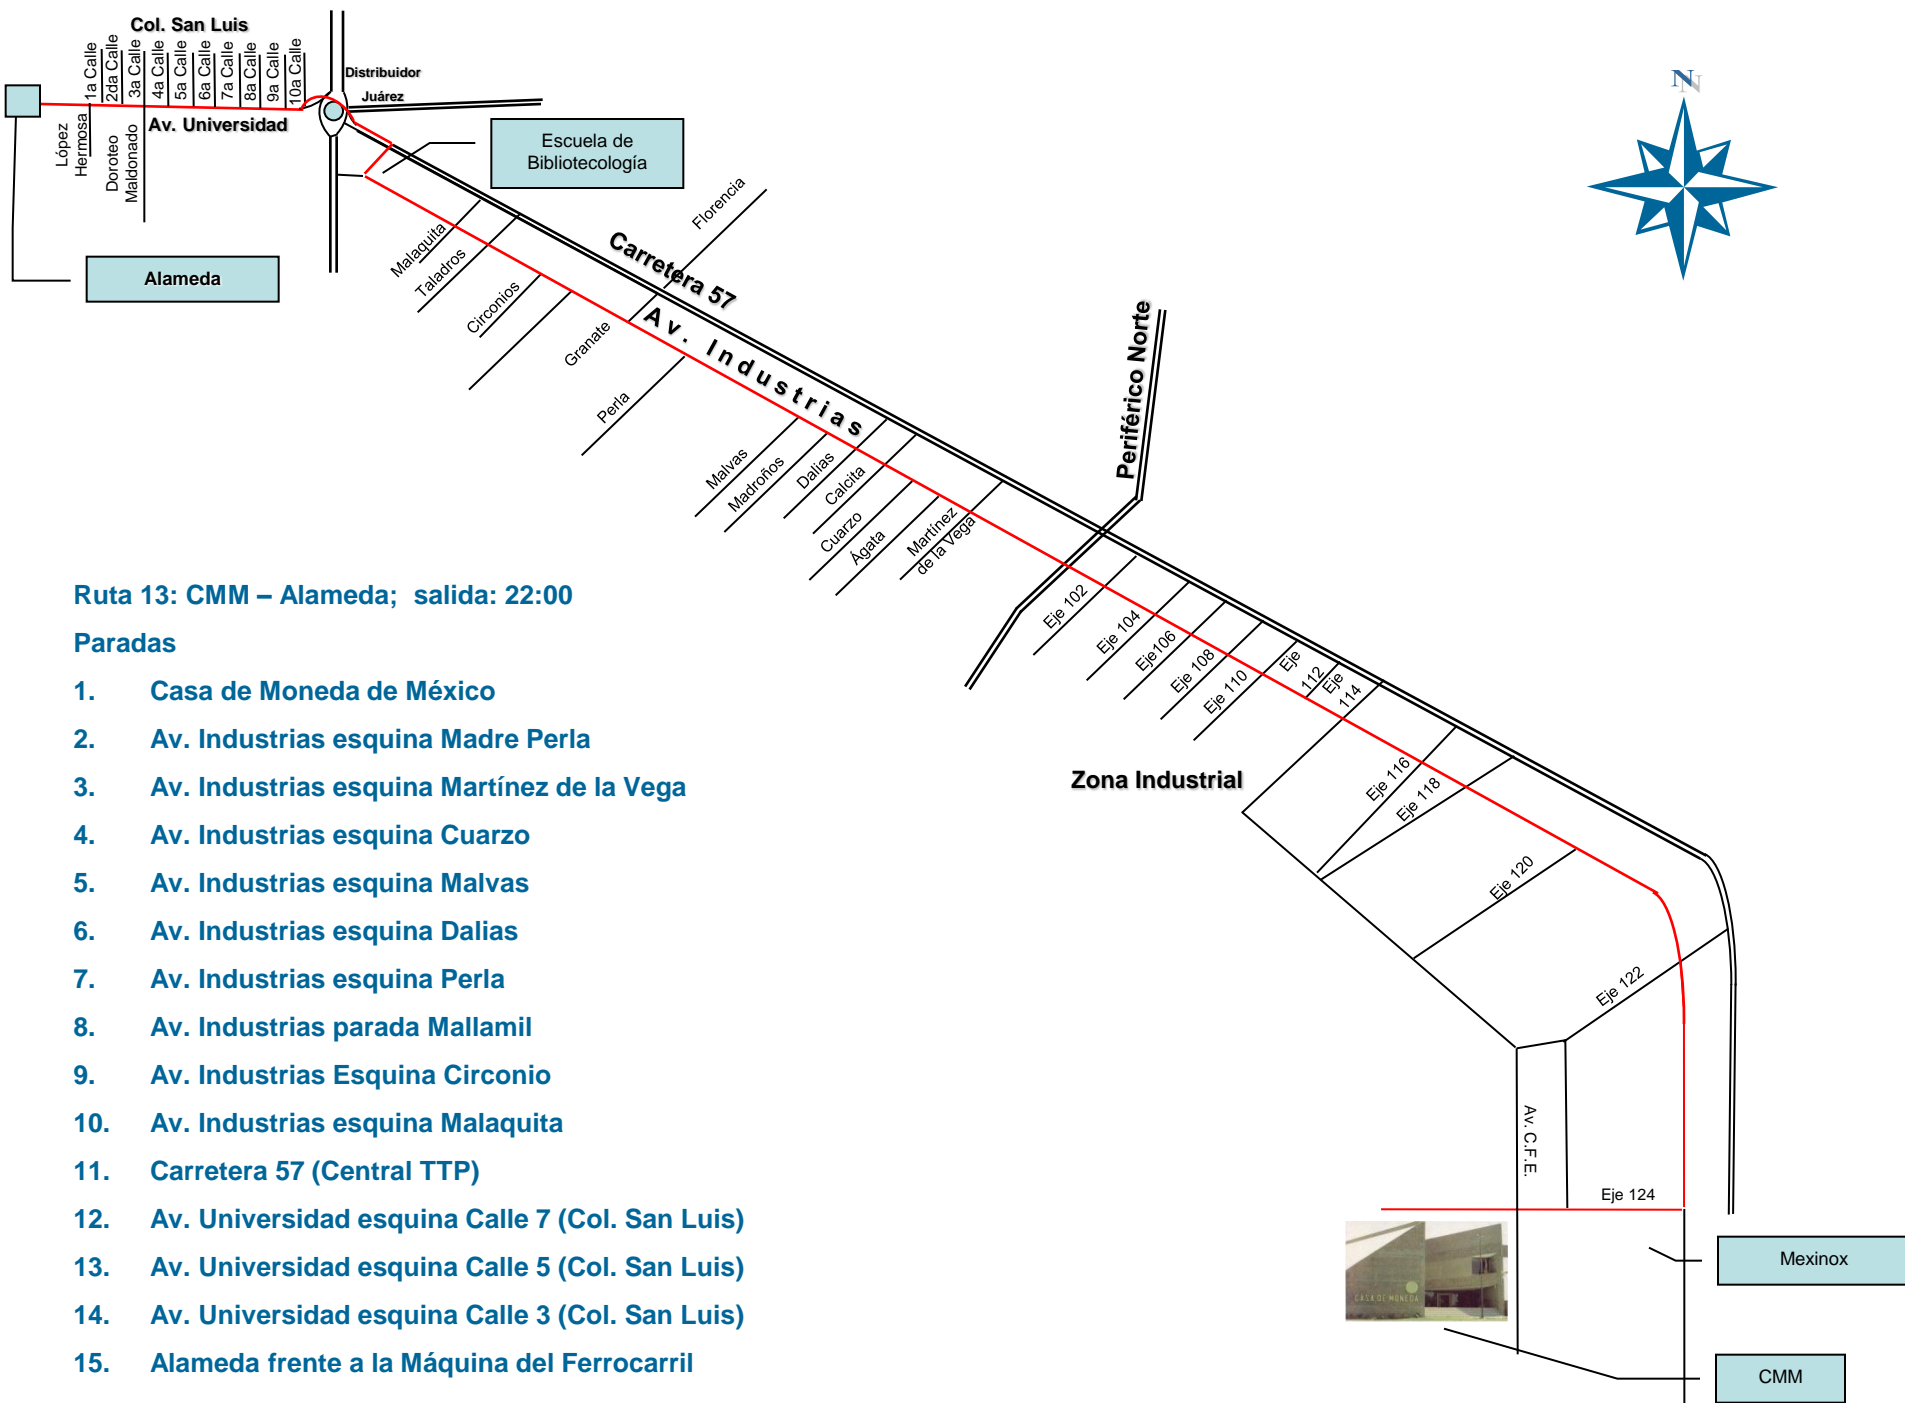 Col. San Luis
1a Calle
2da Calle
3a Calle
4a Calle
5a Calle
6a Calle
7a Calle
8a Calle
9a Calle
10a Calle
Distribuidor
Juárez
Av. Universidad
López
Hermosa
Doroteo
Maldonado
Escuela de
Bibliotecología
Alameda
N
N
Malaquita
Taladros
Circonios
Granate
Perla
Florencia
Carretera 57
Av. Industrias
Malvas
Madroños
Dalias
Calcita
Cuarzo
Ágata
Martínez
de la Vega
Periférico Norte
Eje 102
Eje 104
Eje106
Eje 108
Eje 110
Eje
112
Eje
114
Eje 116
Eje 118
Eje 120
Eje 122
Zona Industrial
Av. C.F.E.
Eje 124
CASA DE MONEDA
Mexinox
CMM
Ruta 13: CMM – Alameda;  salida: 22:00
Paradas
1. Casa de Moneda de México
2. Av. Industrias esquina Madre Perla
3. Av. Industrias esquina Martínez de la Vega
4. Av. Industrias esquina Cuarzo
5. Av. Industrias esquina Malvas
6. Av. Industrias esquina Dalias
7. Av. Industrias esquina Perla
8. Av. Industrias parada Mallamil
9. Av. Industrias Esquina Circonio
10. Av. Industrias esquina Malaquita
11. Carretera 57 (Central TTP)
12. Av. Universidad esquina Calle 7 (Col. San Luis)
13. Av. Universidad esquina Calle 5 (Col. San Luis)
14. Av. Universidad esquina Calle 3 (Col. San Luis)
15. Alameda frente a la Máquina del Ferrocarril